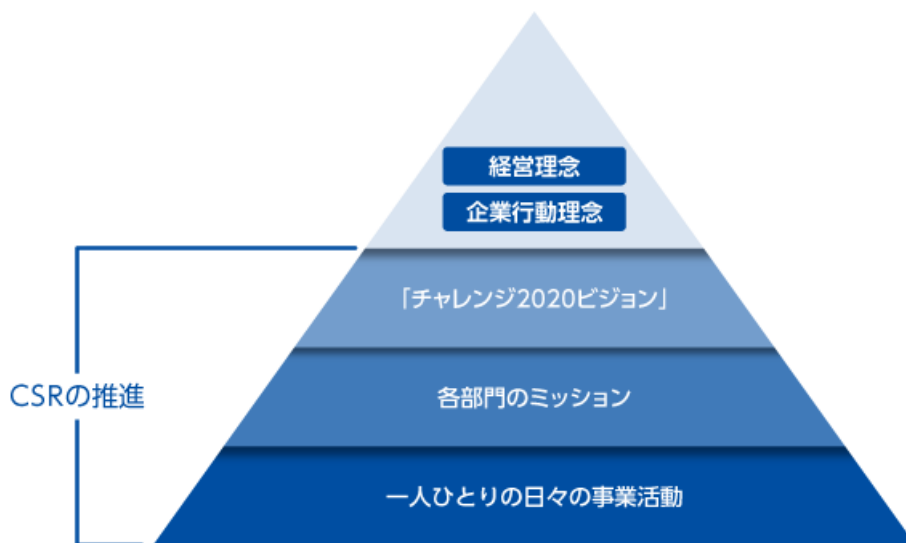 経営理念
企業行動理念
「チャレンジ2020ビジョン」
CSRの推進
各部門のミッション
一人ひとりの日々の事業活動